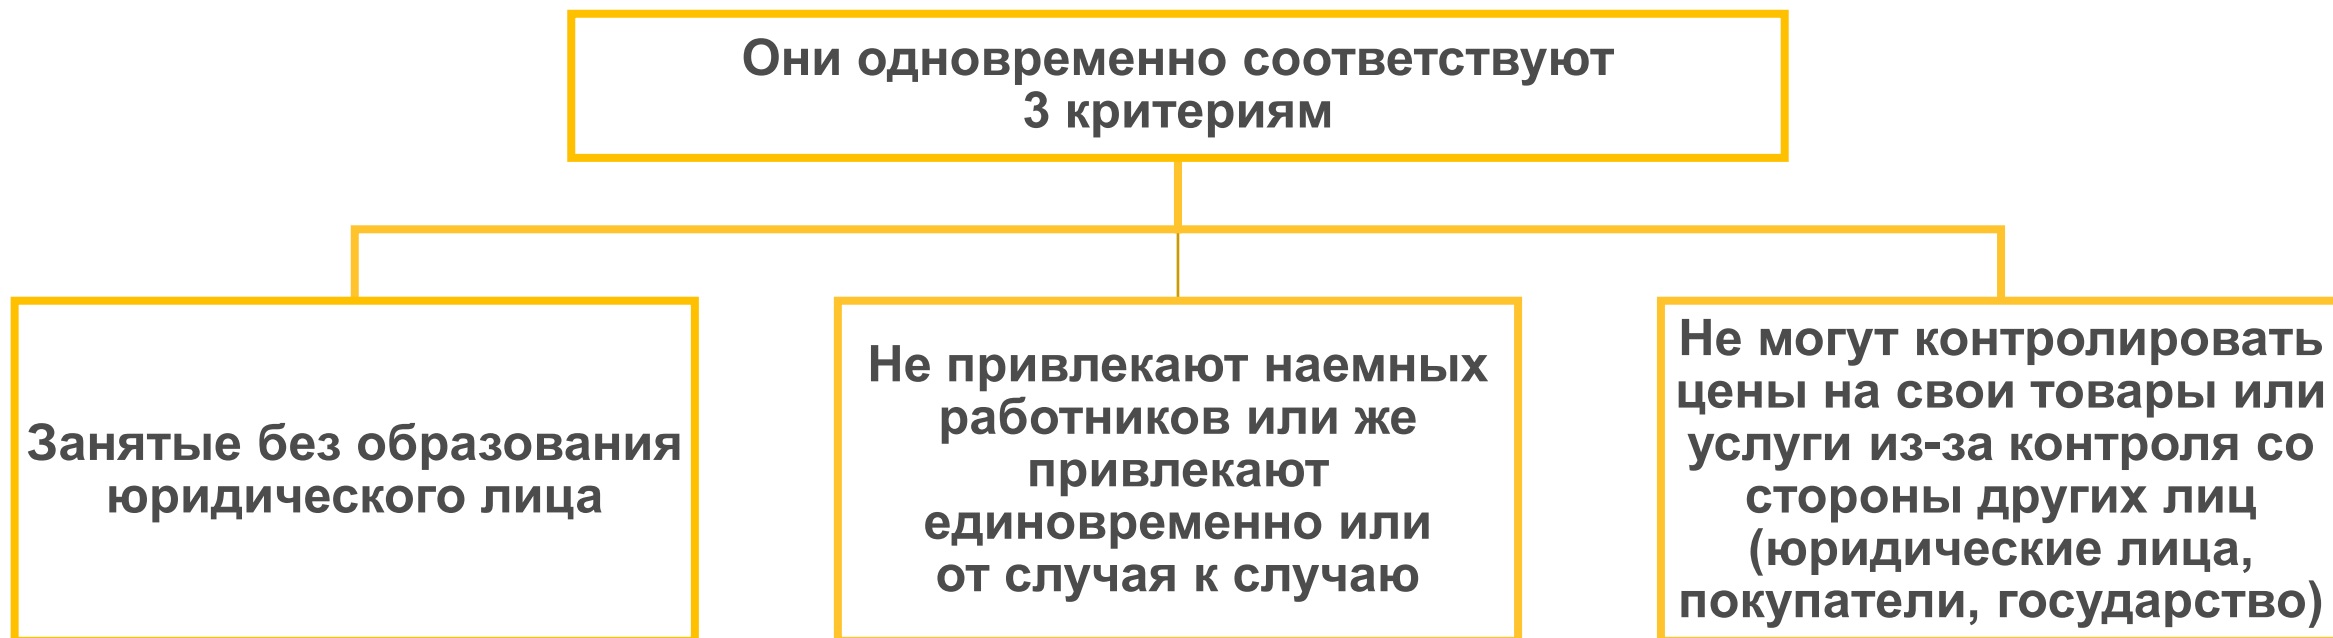 Они одновременно соответствуют
3 критериям
Занятые без образования
юридического лица
Не привлекают наемных
работников или же
привлекают
единовременно или
от случая к случаю
Не могут контролировать
цены на свои товары или
услуги из-за контроля со
стороны других лиц
(юридические лица,
покупатели, государство)